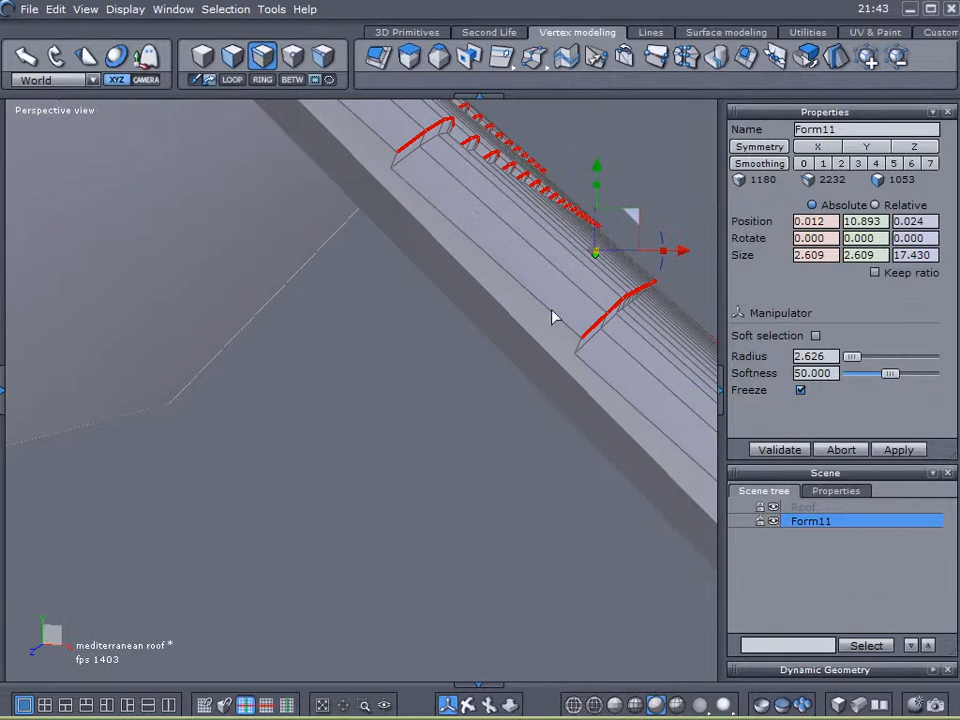 File Edit View Display Window Selection Tools Help 21:43
3D Primitives Second Life Vertex modeling Lines Surface modeling Utilities UV & Paint Custom
World XYZ CAMERA LOOP RING BETW
Perspective view
Properties
Name Form11
Symmetry X Y Z
Smoothing 0 1 2 3 4 5 6 7
1180 2232 1053
Absolute Relative
Position 0.012 10.893 0.024
Rotate 0.000 0.000 0.000
Size 2.609 2.609 17.430
Keep ratio
Manipulator
Soft selection
Radius 2.626
Softness 50.000
Freeze
Validate Abort Apply
Scene
Scene tree Properties
Roof
Form11
Select
Dynamic Geometry
Y
X
Z
mediterranean roof *
fps 1403